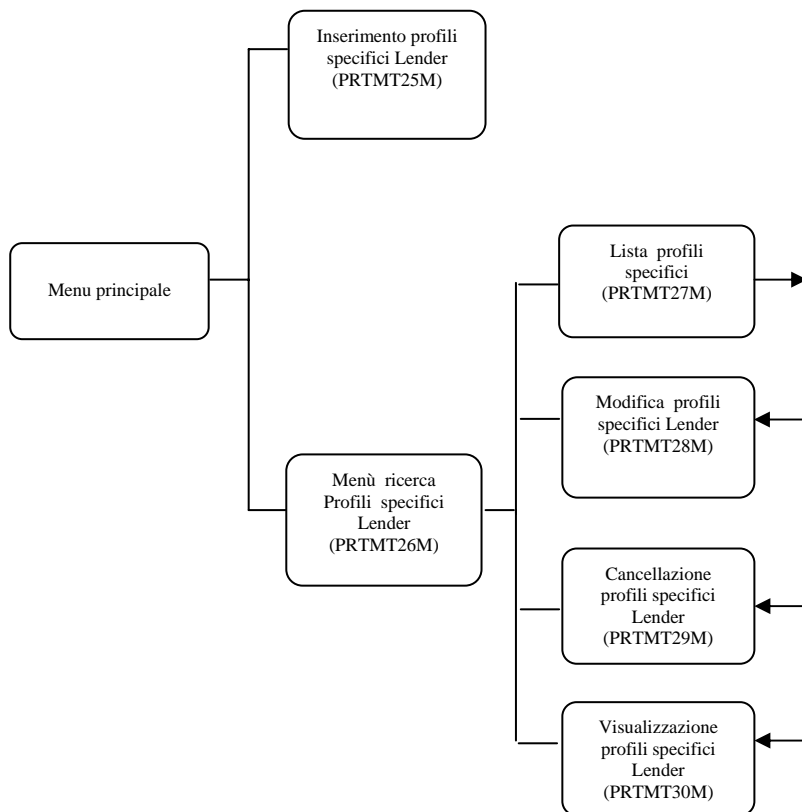 Inserimento profili
specifici Lender
(PRTMT25M)
Menu principale
Lista profili
specifici
(PRTMT27M)
Modifica profili
specifici Lender
(PRTMT28M)
Menù ricerca
Profili specifici
Lender
(PRTMT26M)
Cancellazione
profili specifici
Lender
(PRTMT29M)
Visualizzazione
profili specifici
Lender
(PRTMT30M)